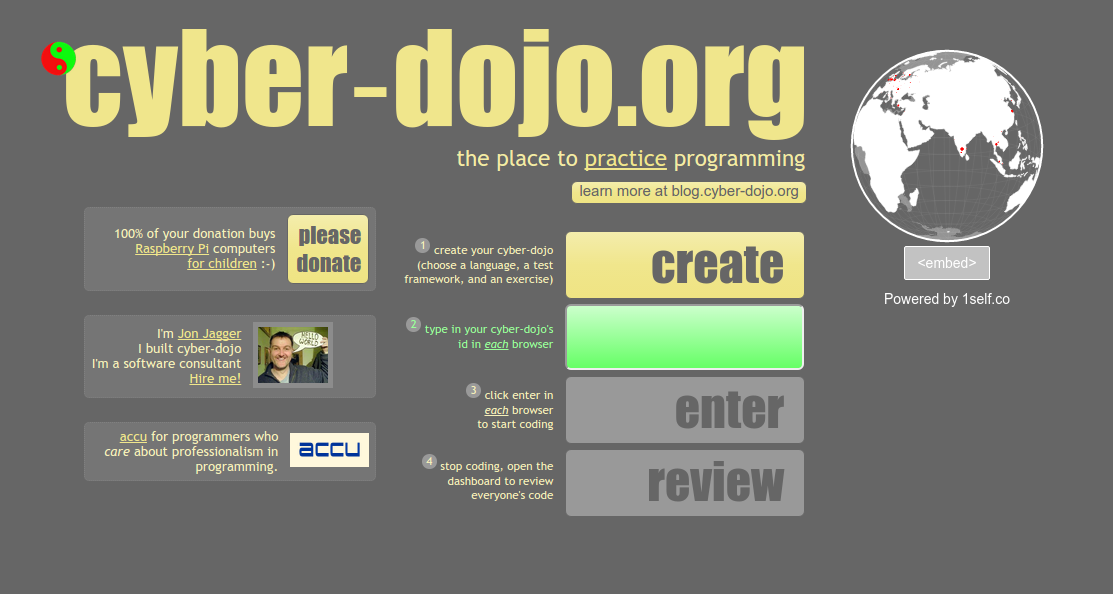 cyber-dojo.org
the place to practice programming
learn more at blog.cyber-dojo.org
100% of your donation buys
Raspberry Pi computers
for children :-)
please
donate
I'm Jon Jagger
I built cyber-dojo
I'm a software consultant
Hire me!
HELLO
WORLD
accu for programmers who
care about professionalism in
programming.
accu
1 create your cyber-dojo
(choose a language, a test
framework, and an exercise)
create
2 type in your cyber-dojo's
id in each browser
3 click enter in
each browser
to start coding
enter
4 stop coding, open the
dashboard to review
everyone's code
review
<embed>
Powered by 1self.co